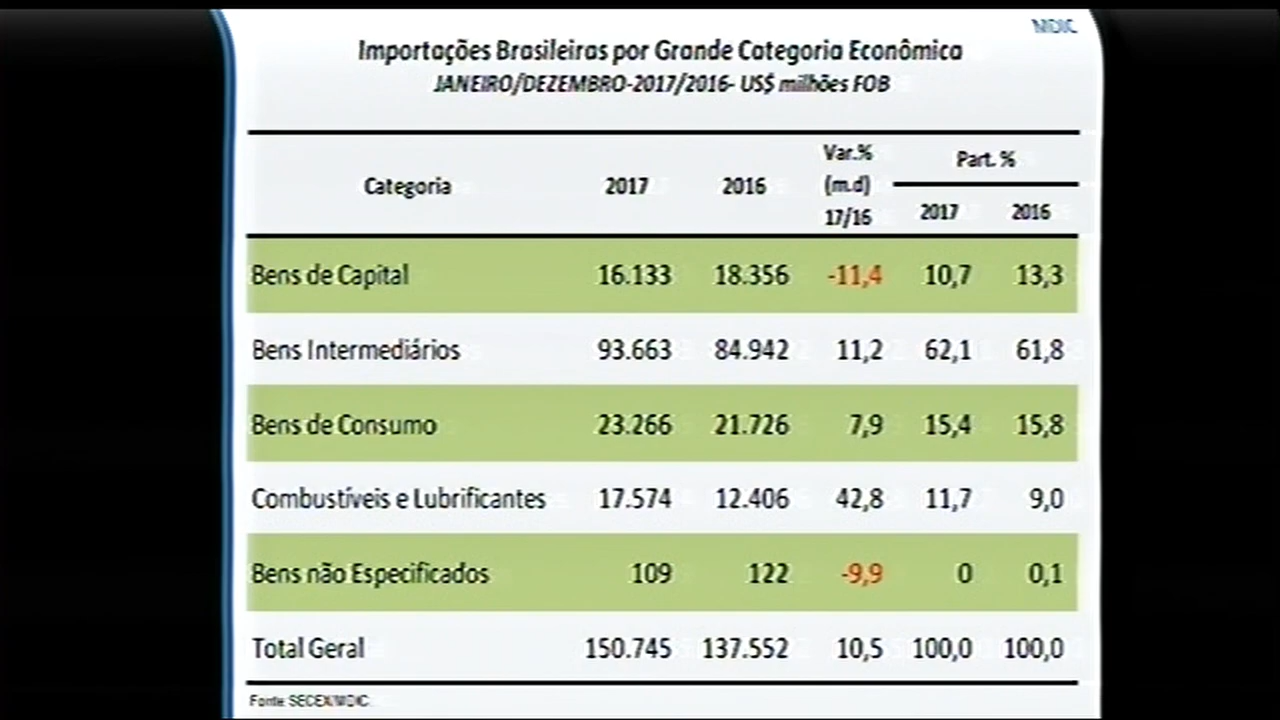 MDIC
Importações Brasileiras por Grande Categoria Econômica
JANEIRO/DEZEMBRO-2017/2016- US$ milhões FOB
Categoria 2017 2016 Var.% (m.d) 17/16 Part. % 2017 2016
Bens de Capital 16.133 18.356 -11,4 10,7 13,3
Bens Intermediários 93.663 84.942 11,2 62,1 61,8
Bens de Consumo 23.266 21.726 7,9 15,4 15,8
Combustíveis e Lubrificantes 17.574 12.406 42,8 11,7 9,0
Bens não Especificados 109 122 -9,9 0 0,1
Total Geral 150.745 137.552 10,5 100,0 100,0
Fonte SECEX/MDIC